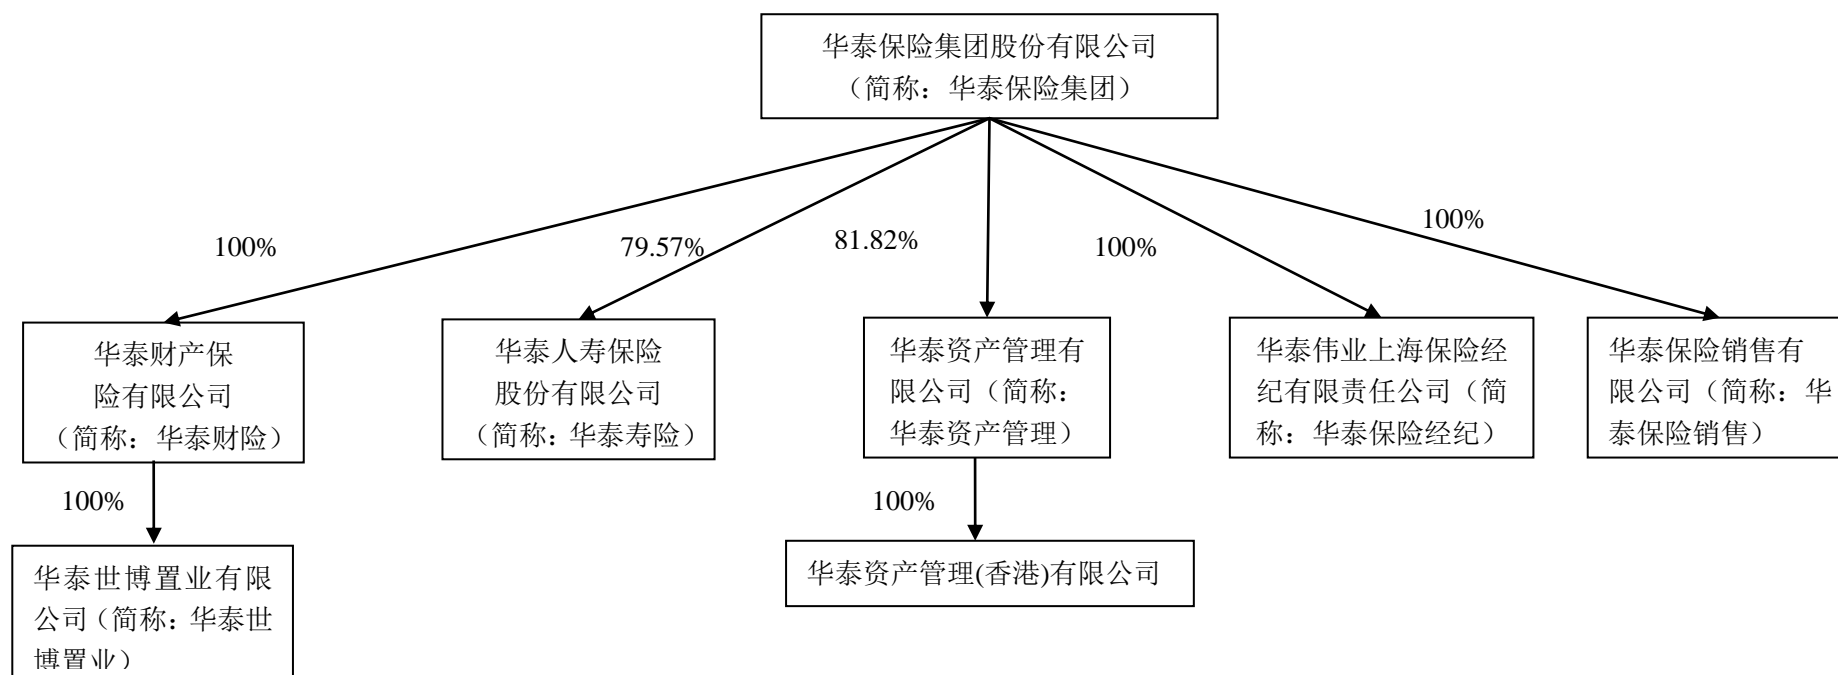 华泰保险集团股份有限公司
（简称：华泰保险集团）
100%
79.57%
81.82%
100%
100%
华泰财产保
险有限公司
（简称：华泰财险）
华泰人寿保险
股份有限公司
（简称：华泰寿险）
华泰资产管理有
限公司（简称：
华泰资产管理）
华泰伟业上海保险经
纪有限责任公司（简
称：华泰保险经纪）
华泰保险销售有
限公司（简称：华
泰保险销售）
100%
100%
华泰世博置业有限
公司（简称：华泰世
博置业）
华泰资产管理(香港)有限公司